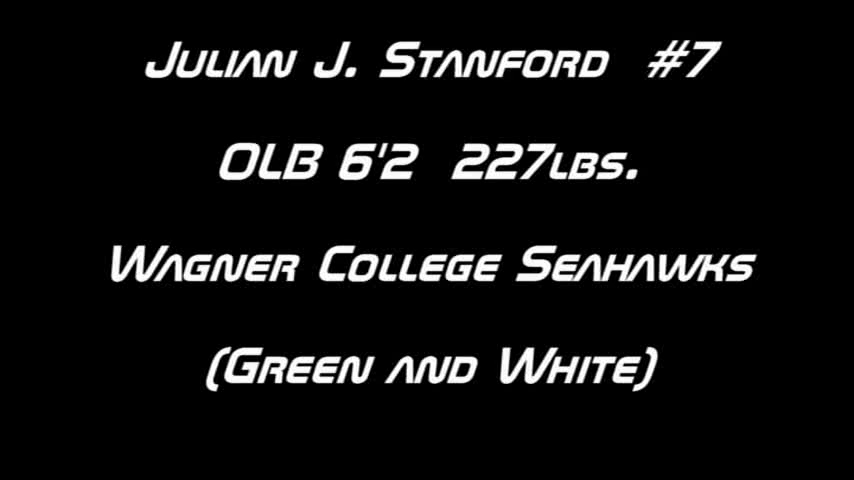 Julian J. Stanford #7
OLB 6'2 227lbs.
Wagner College Seahawks
(Green and White)